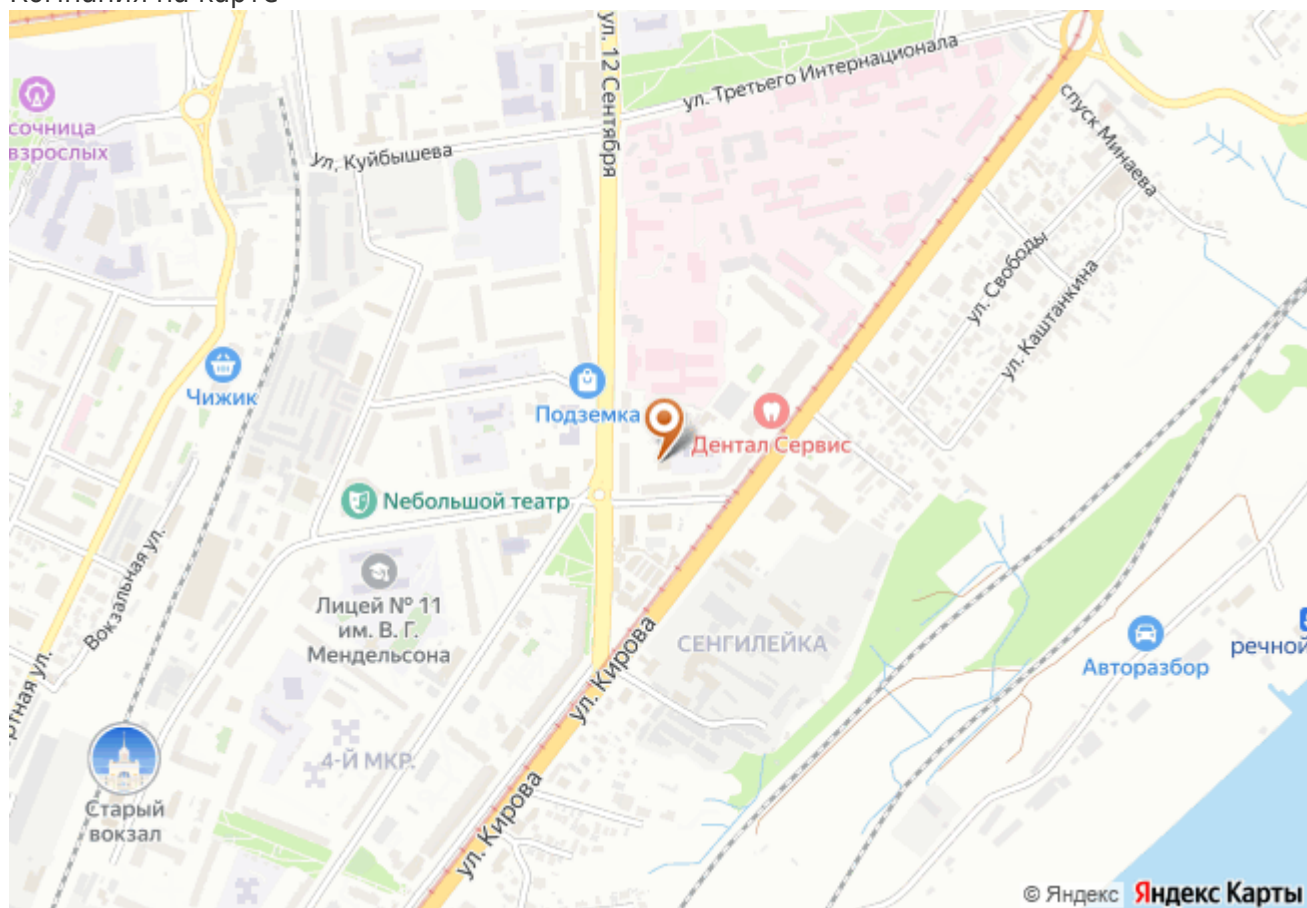 ул. 12 Сентября
ул. Третьего Интернационала
спуск Минаева
сочница
взрослых
ул. Куйбышева
ул. Свободы
ул. Каштанкина
Чижик
Подземка
Дентал Сервис
Nебольшой театр
Вокзальная ул.
Лицей № 11
им. В. Г.
Мендельсона
СЕНГИЛЕЙКА
ул. Кирова
Авторазбор
речной
ртная ул.
4-Й МКР.
Старый
вокзал
ул. Кирова
© Яндекс Яндекс Карты